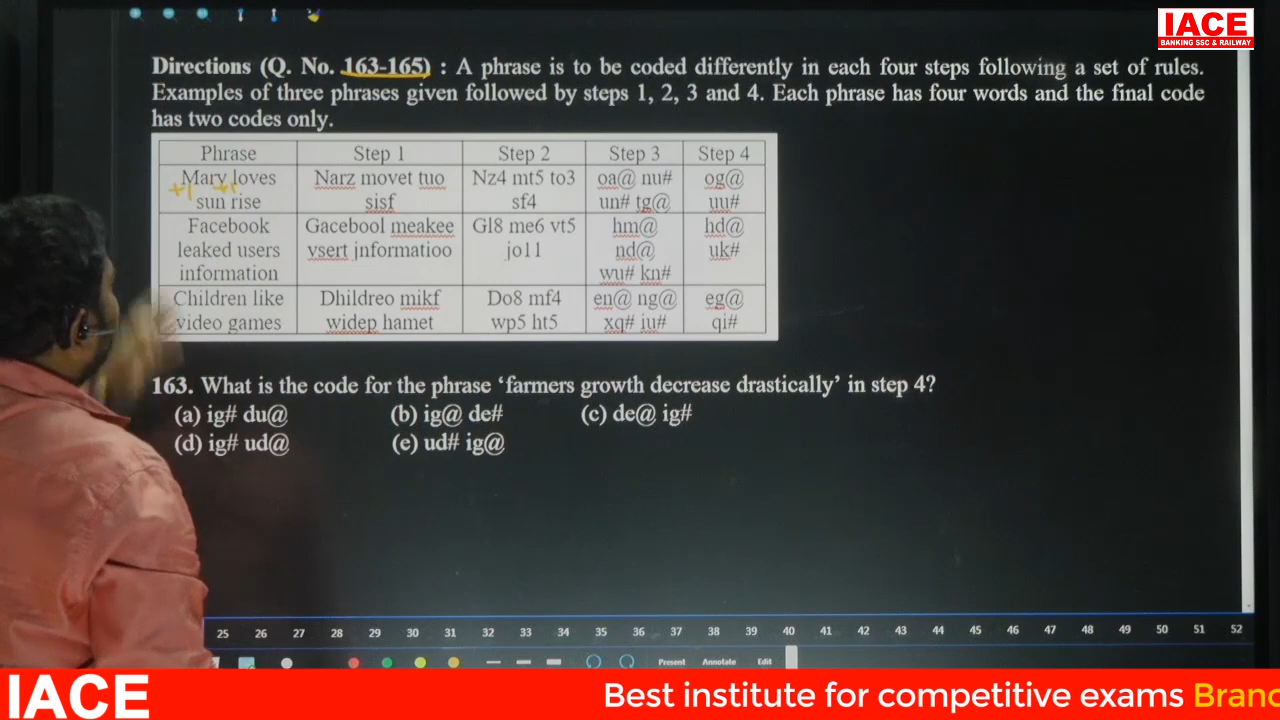 IACE
BANKING SSC & RAILWAY
Directions (Q. No. 163-165) : A phrase is to be coded differently in each four steps following a set of rules.
Examples of three phrases given followed by steps 1, 2, 3 and 4. Each phrase has four words and the final code
has two codes only.
Phrase Step 1 Step 2 Step 3 Step 4
Mary loves Narz movet tuo Nz4 mt5 to3 oa@ nu# og@
+1 +1
sun rise sisf sf4 un# tg@ uu#
Facebook Gacebool meakee Gl8 me6 vt5 hm@ hd@
leaked users vsert jnformatioo jo11 nd@ uk#
information wu# kn#
Children like Dhildreo mikf Do8 mf4 en@ ng@ eg@
video games widep hamet wp5 ht5 xq# iu# qi#
163. What is the code for the phrase ‘farmers growth decrease drastically’ in step 4?
(a) ig# du@ (b) ig@ de# (c) de@ ig#
(d) ig# ud@ (e) ud# ig@
25 26 27 28 29 30 31 32 33 34 35 36 37 38 39 40 41 42 43 44 45 46 47 48 49 50 51 52
Present Annotate Edit
IACE
Best institute for competitive exams Branc